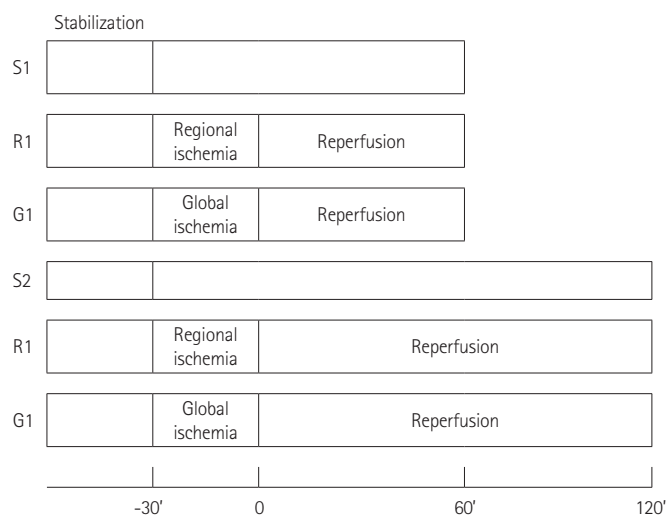 Stabilization
S1
R1
Regional
ischemia
Reperfusion
G1
Global
ischemia
Reperfusion
S2
R1
Regional
ischemia
Reperfusion
G1
Global
ischemia
Reperfusion
-30' 0 60' 120'